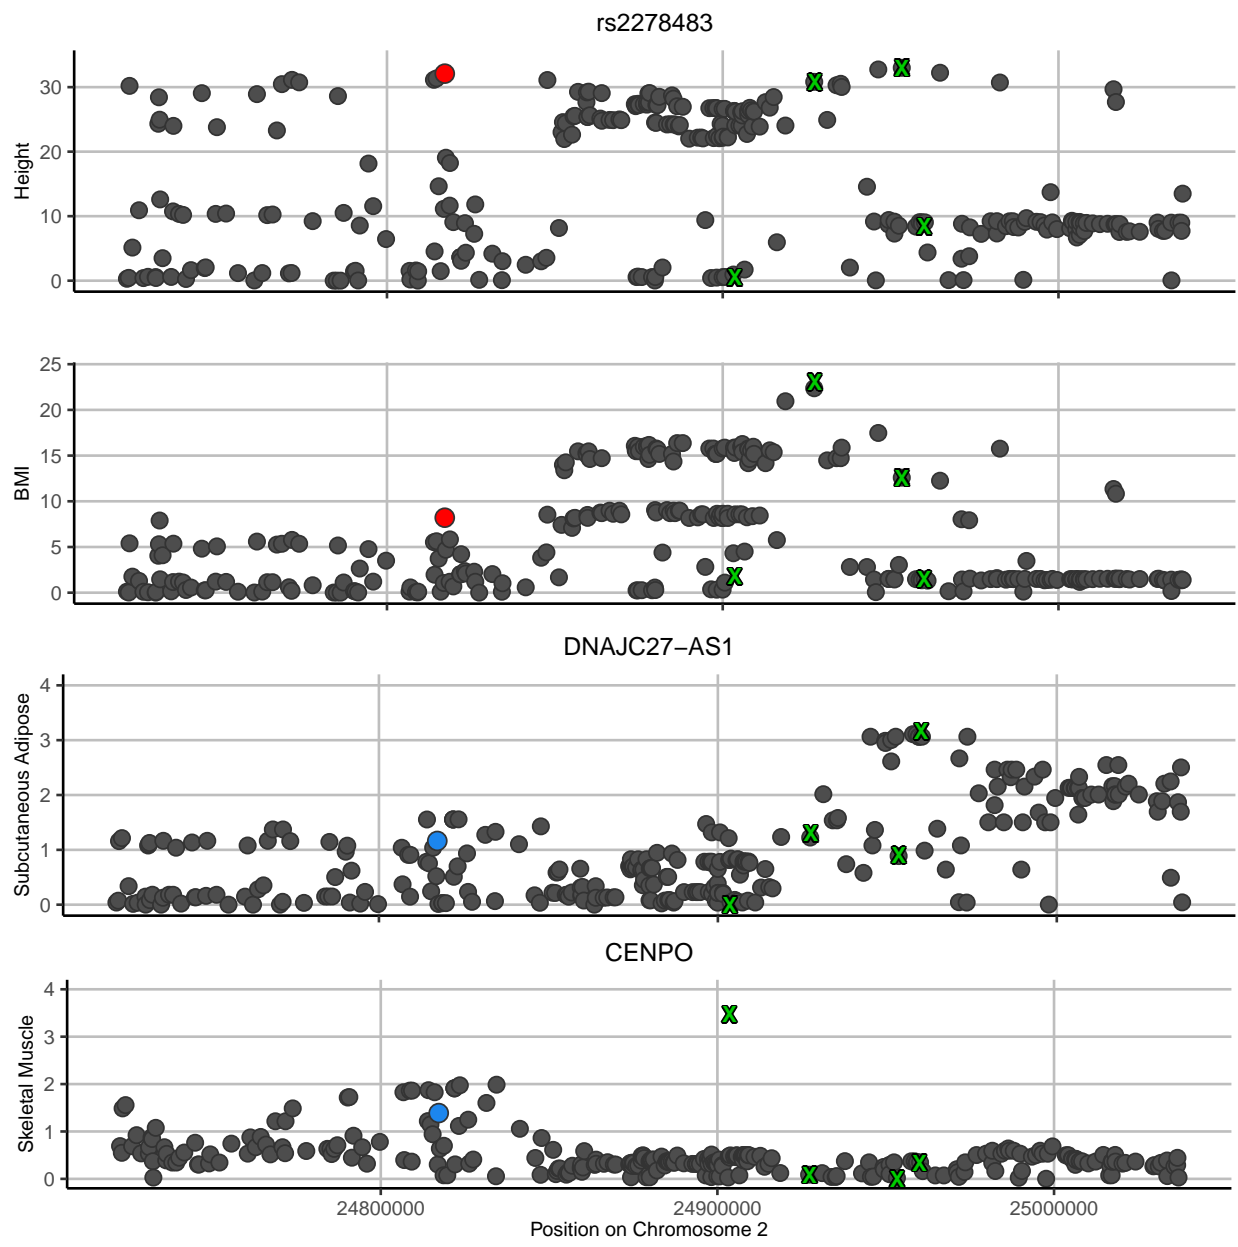 rs2278483
Height
30
20
10
0
BMI
25
20
15
10
5
0
DNAJC27−AS1
Subcutaneous Adipose
4
3
2
1
0
CENPO
Skeletal Muscle
4
3
2
1
0
24800000 24900000 25000000
Position on Chromosome 2